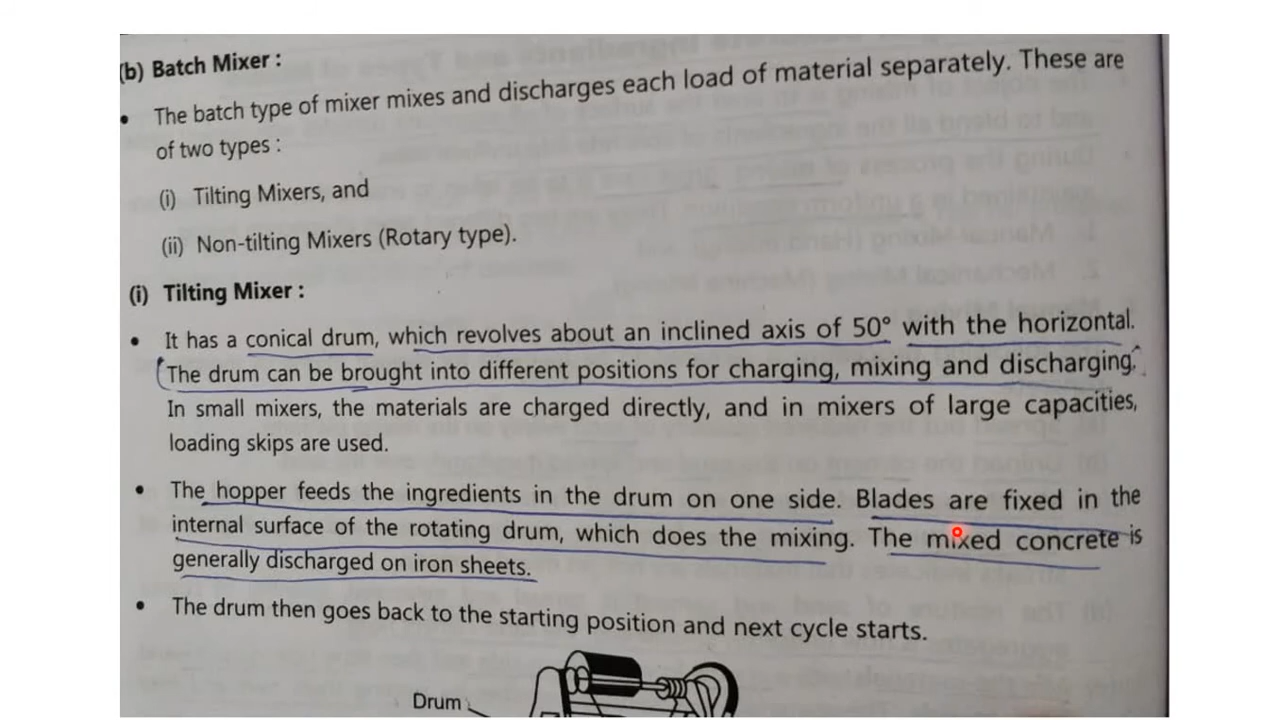 (b) Batch Mixer :
• The batch type of mixer mixes and discharges each load of material separately. These are
of two types :
(i) Tilting Mixers, and
(ii) Non-tilting Mixers (Rotary type).
(i) Tilting Mixer :
• It has a conical drum, which revolves about an inclined axis of 50° with the horizontal.
The drum can be brought into different positions for charging, mixing and discharging.
In small mixers, the materials are charged directly, and in mixers of large capacities,
loading skips are used.
• The hopper feeds the ingredients in the drum on one side. Blades are fixed in the
internal surface of the rotating drum, which does the mixing. The mixed concrete is
generally discharged on iron sheets.
• The drum then goes back to the starting position and next cycle starts.
Drum